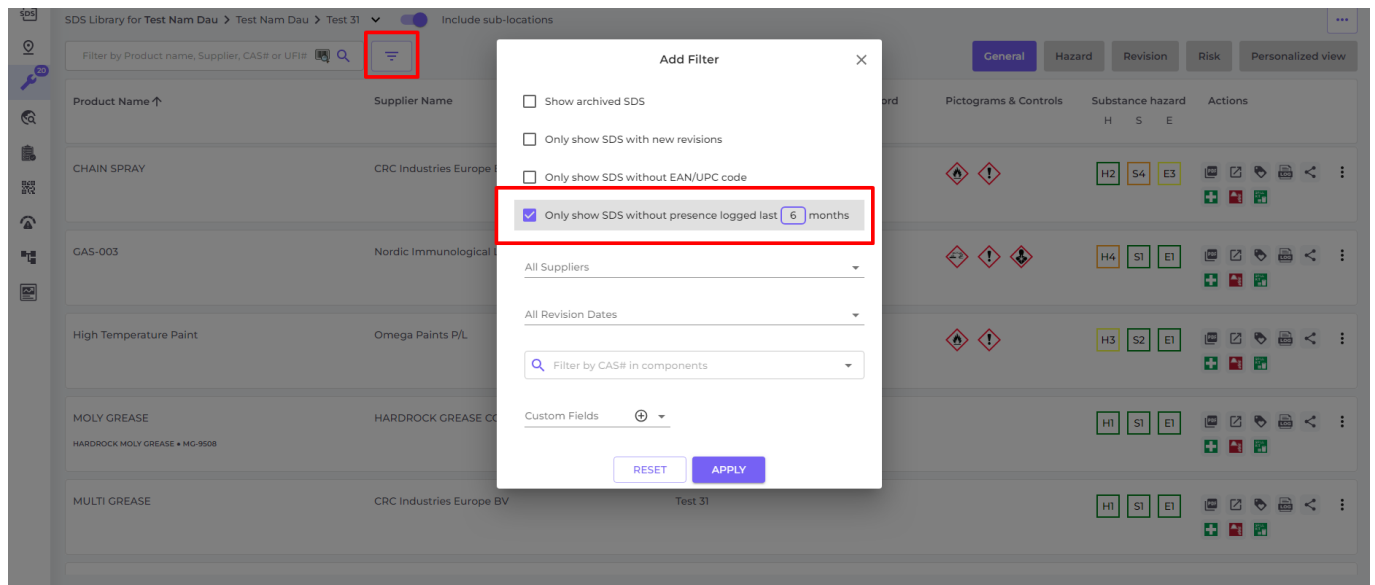 SDS
SDS Library for Test Nam Dau > Test Nam Dau > Test 31
Include sub-locations
Filter by Product name, Supplier, CAS# or UFI#
20
General
Hazard
Revision
Risk
Personalized view
Product Name
Supplier Name
Pictograms & Controls
Substance hazard
Actions
H S E
Add Filter
Show archived SDS
Only show SDS with new revisions
Only show SDS without EAN/UPC code
Only show SDS without presence logged last 6 months
All Suppliers
All Revision Dates
Filter by CAS# in components
Custom Fields
RESET
APPLY
CHAIN SPRAY
CRC Industries Europe
H2 S4 E3
GAS-003
Nordic Immunological
H4 S1 E1
High Temperature Paint
Omega Paints P/L
H3 S2 E1
MOLY GREASE
HARDROCK GREASE
HARDROCK MOLY GREASE • MG-9508
H1 S1 E1
MULTI GREASE
CRC Industries Europe BV
Test 31
H1 S1 E1